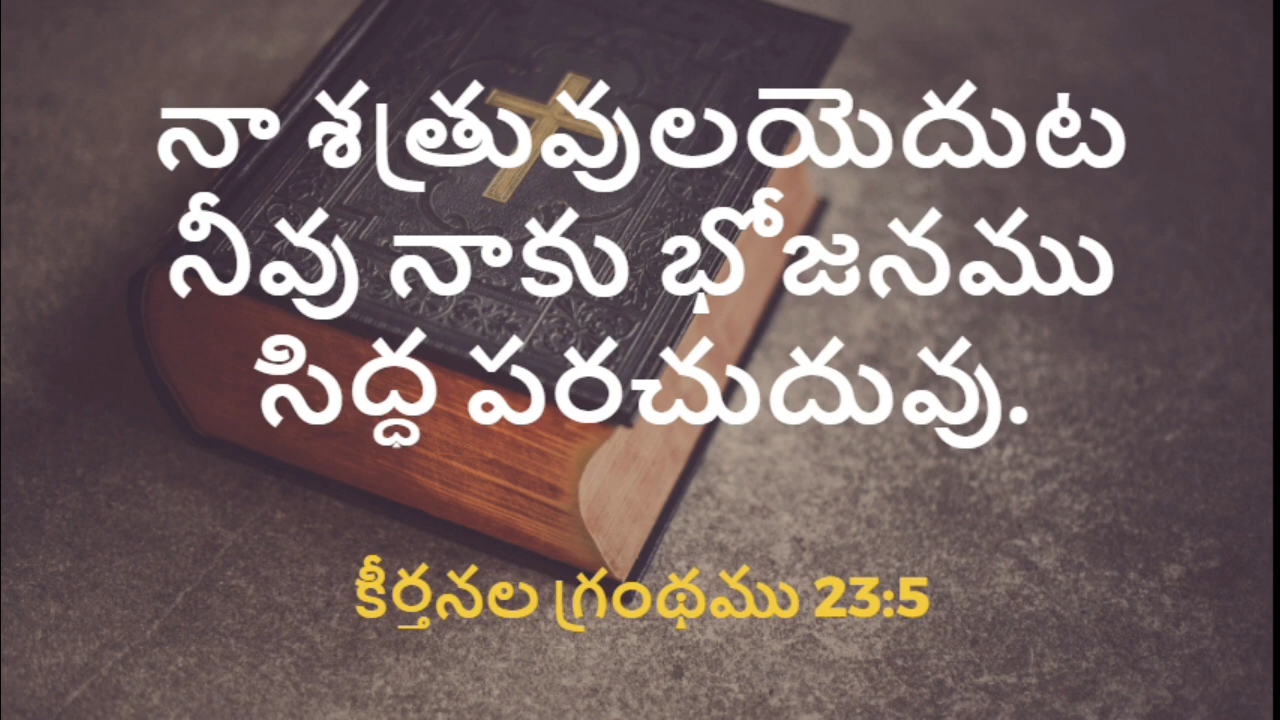 నా శత్రువులయెదుట
నీవు నాకు భోజనము
సిద్ధ పరచుదువు.
కీర్తనల గ్రంథము 23:5